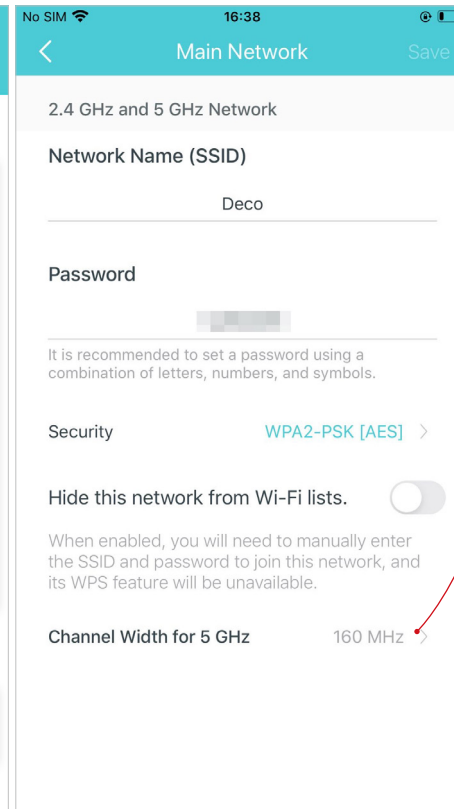 No SIM 16:38
Main Network Save
2.4 GHz and 5 GHz Network
Network Name (SSID)
Deco
Password
It is recommended to set a password using a
combination of letters, numbers, and symbols.
Security WPA2-PSK [AES]
Hide this network from Wi-Fi lists.
When enabled, you will need to manually enter
the SSID and password to join this network, and
its WPS feature will be unavailable.
Channel Width for 5 GHz 160 MHz